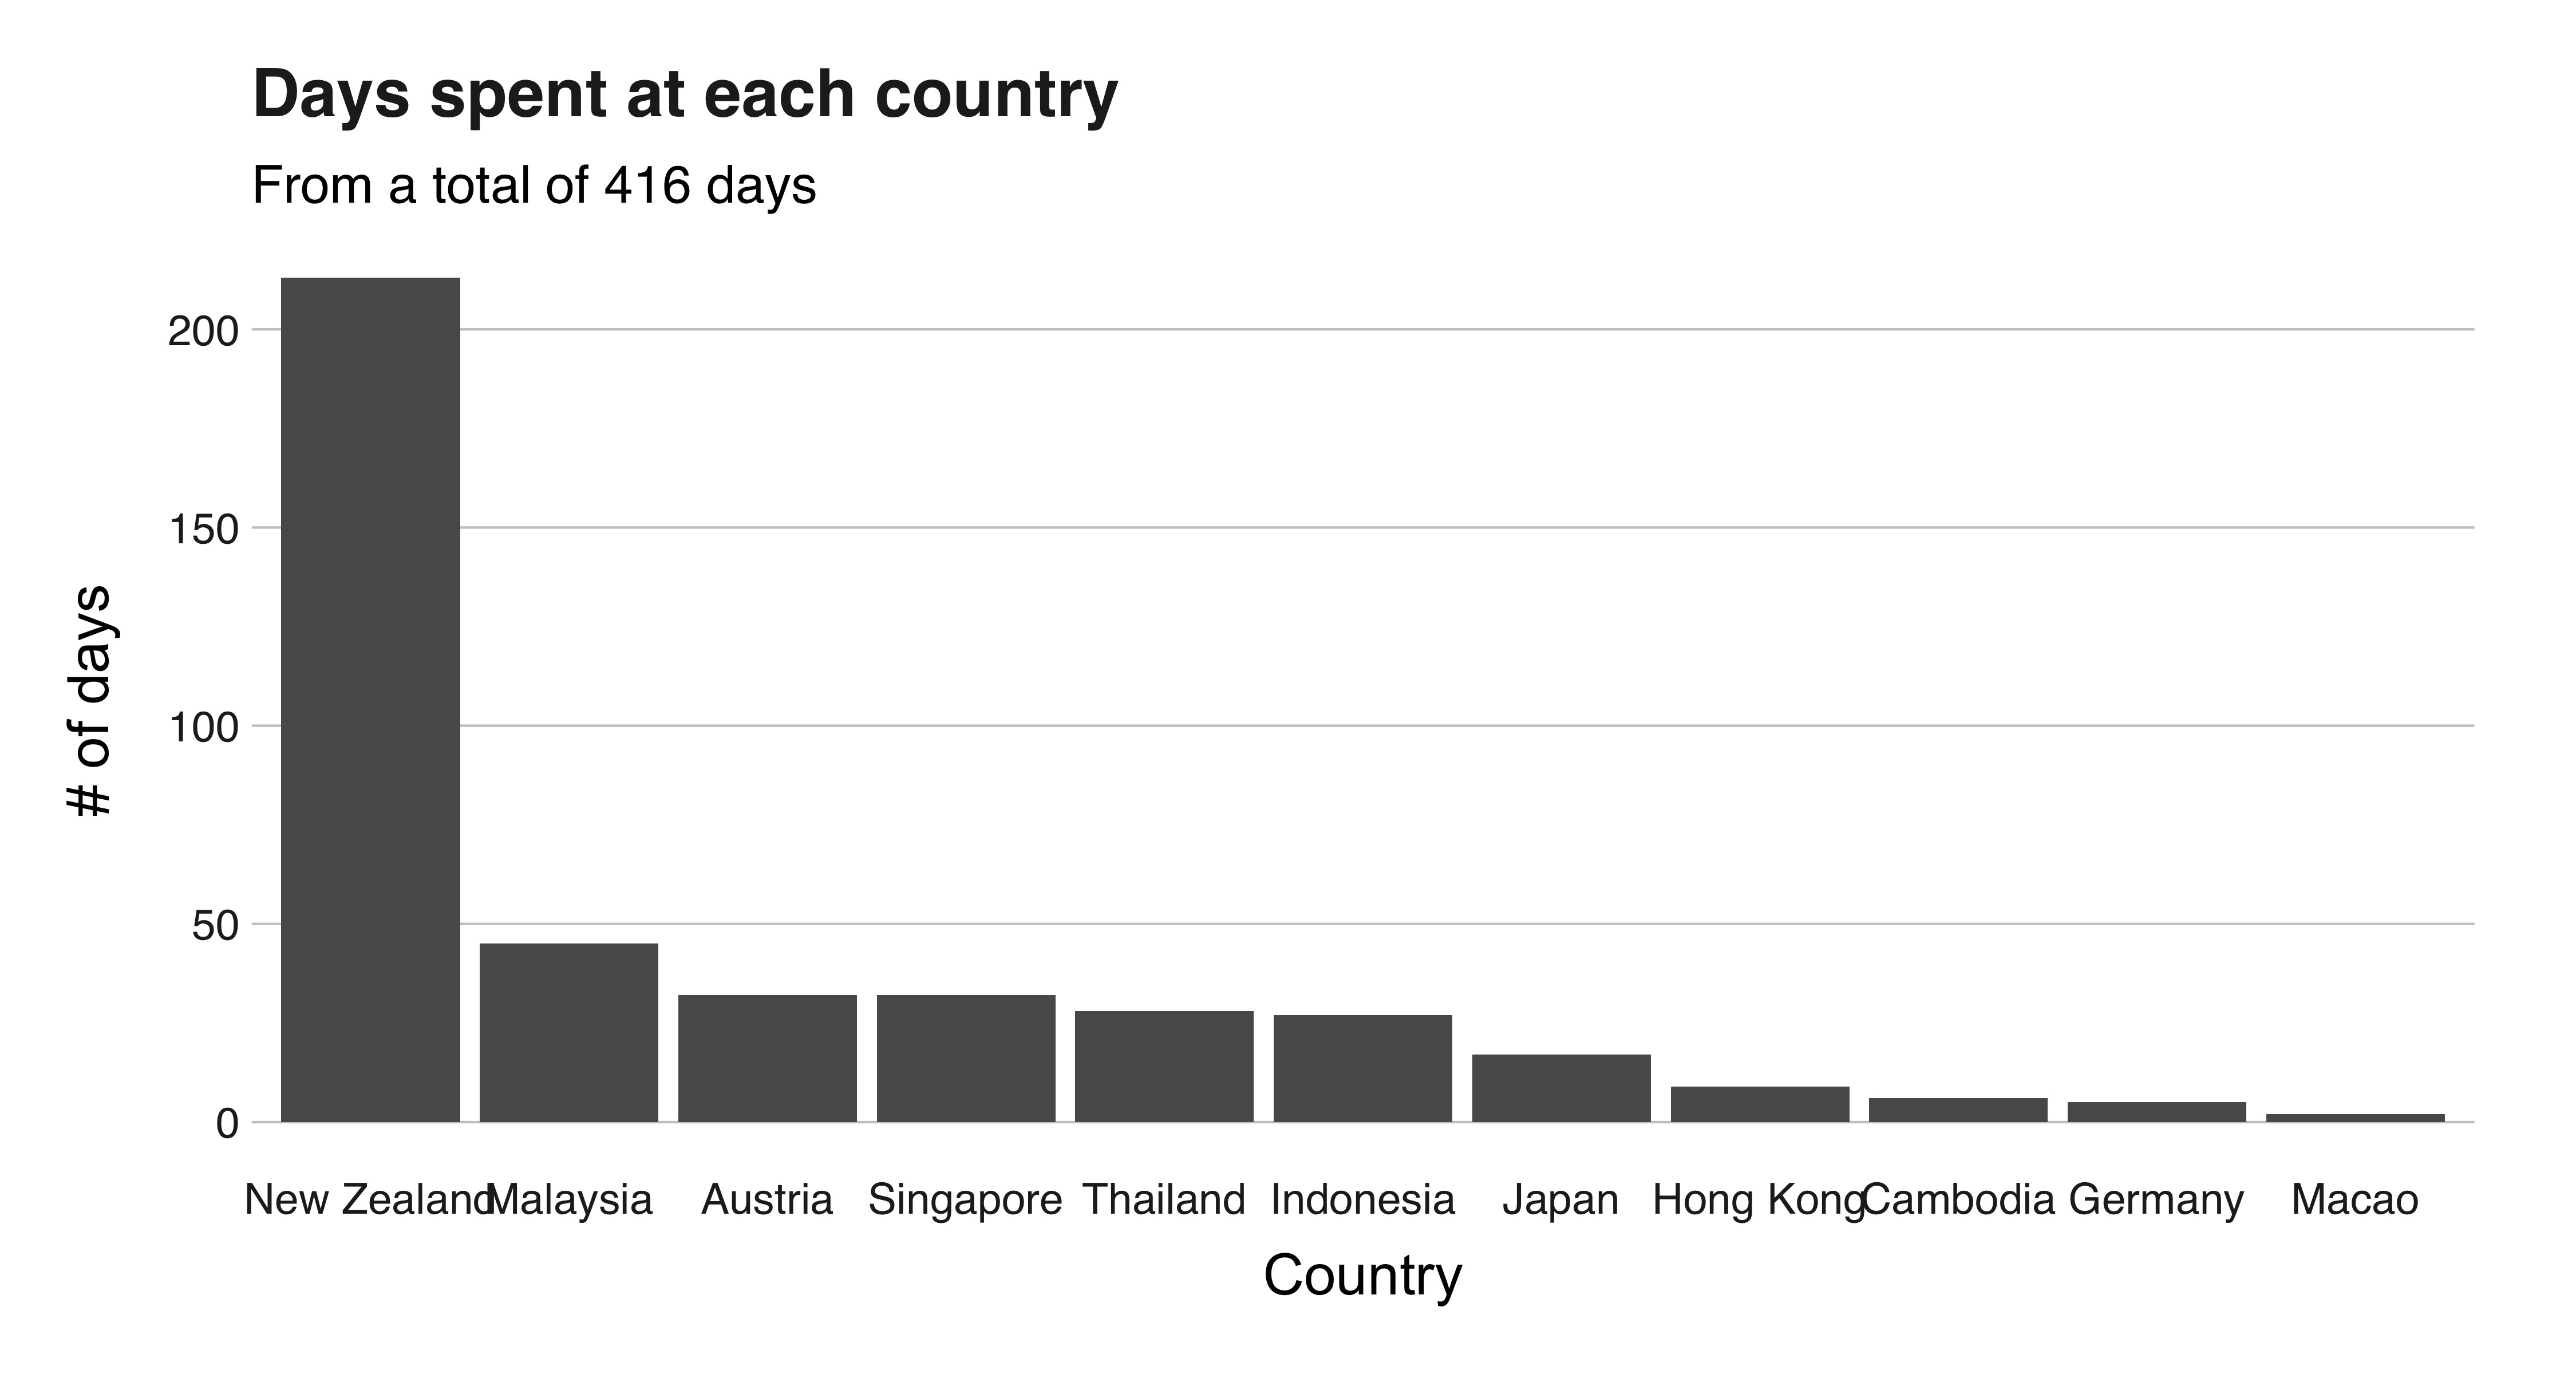 Days spent at each country
From a total of 416 days
# of days
200
150
100
50
0
New Zealand Malaysia Austria Singapore Thailand Indonesia Japan Hong Kong Cambodia Germany Macao
Country